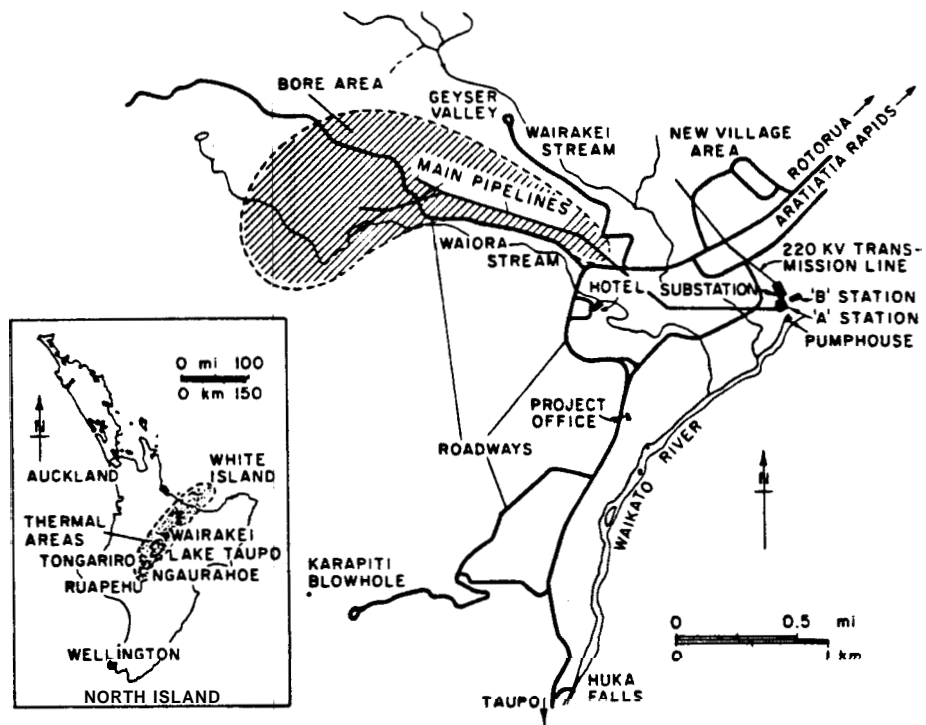 BORE AREA
GEYSER
VALLEY
WAIRAKEI
STREAM
NEW VILLAGE
AREA
ROTORUA
ARATIATIA RAPIDS
MAIN PIPELINES
WAIORA
STREAM
220 KV TRANS-
MISSION LINE
HOTEL
SUBSTATION
'B' STATION
'A' STATION
PUMPHOUSE
PROJECT
OFFICE
ROADWAYS
WAIKATO RIVER
N
KARAPITI
BLOWHOLE
0 0.5 mi
0 1 km
HUKA
FALLS
TAUPO
0 mi 100
0 km 150
N
AUCKLAND
WHITE
ISLAND
THERMAL
AREAS
WAIRAKEI
LAKE TAUPO
TONGARIRO
NGAURAHOE
RUAPEHU
WELLINGTON
NORTH ISLAND